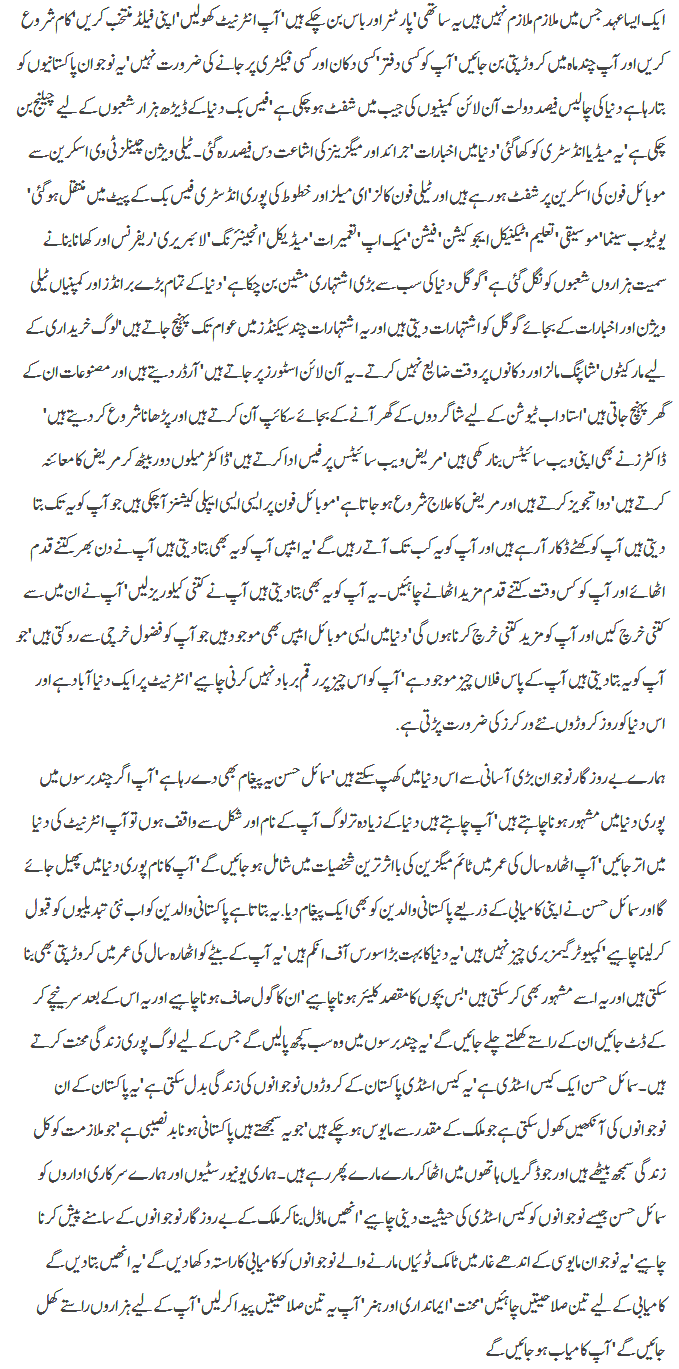 ایک ایسا عہد جس میں ملازم ملازم نہیں ہیں یہ ساتھی' پارٹنر اور باس بن چکے ہیں' آپ انٹرنیٹ کھولیں' اپنی فیلڈ منتخب کریں' کام شروع
کریں اور آپ چند ماہ میں کروڑ پتی بن جائیں' آپ کو کسی دفتر' کسی دکان اور کسی فیکٹری پر جانے کی ضرورت نہیں' یہ نوجوان پاکستانیوں کو
بتا رہا ہے دنیا کی چالیس فیصد دولت آن لائن کمپنیوں کی جیب میں شفٹ ہو چکی ہے' فیس بک دنیا کے ڈیڑھ ہزار شعبوں کے لیے چیلنج بن
چکی ہے' یہ میڈیا انڈسٹری کو کھا گئی' دنیا میں اخبارات' جرائد اور میگزینز کی اشاعت دس فیصد رہ گئی۔ ٹیلی ویژن چینلز ٹی وی اسکرین سے
موبائل فون کی اسکرین پر شفٹ ہو رہے ہیں اور ٹیلی فون کالز' ای میلز اور خطوط کی پوری انڈسٹری فیس بک کے پیٹ میں منتقل ہو گئی'
یوٹیوب سینما' موسیقی' تعلیم' ٹیکنیکل ایجوکیشن' فیشن' میک اپ' تعمیرات' میڈیکل' انجینئرنگ' لائبریری' ریفرنس اور کھانا بنانے
سمیت ہزاروں شعبوں کو نگل گئی ہے' گوگل دنیا کی سب سے بڑی اشتہاری مشین بن چکا ہے' دنیا کے تمام بڑے برانڈز اور کمپنیاں ٹیلی
ویژن اور اخبارات کے بجائے گوگل کو اشتہارات دیتی ہیں اور یہ اشتہارات چند سیکنڈز میں عوام تک پہنچ جاتے ہیں' لوگ خریداری کے
لیے مارکیٹوں' شاپنگ مالز اور دکانوں پر وقت ضایع نہیں کرتے۔ یہ آن لائن اسٹورز پر جاتے ہیں' آرڈر دیتے ہیں اور مصنوعات ان کے
گھر پہنچ جاتی ہیں' استاد اب ٹیوشن کے لیے شاگردوں کے گھر آنے کے بجائے سکائپ آن کرتے ہیں اور پڑھانا شروع کر دیتے ہیں'
ڈاکٹرز نے بھی اپنی ویب سائیٹس بنا رکھی ہیں' مریض ویب سائیٹس پر فیس ادا کرتے ہیں' ڈاکٹر میلوں دور بیٹھ کر مریض کا معائنہ
کرتے ہیں' دوا تجویز کرتے ہیں اور مریض کا علاج شروع ہو جاتا ہے' موبائل فون پر ایسی ایسی ایپلی کیشنز آ چکی ہیں جو آپ کو یہ تک بتا
دیتی ہیں آپ کو کھٹے ڈکار آ رہے ہیں اور آپ کو یہ کب تک آتے رہیں گے' یہ ایپس آپ کو یہ بھی بتا دیتی ہیں آپ نے دن بھر کتنے قدم
اٹھائے اور آپ کو کس وقت کتنے قدم مزید اٹھانے چاہئیں۔ یہ آپ کو یہ بھی بتا دیتی ہیں آپ نے کتنی کیلوریز لیں' آپ نے ان میں سے
کتنی خرچ کیں اور آپ کو مزید کتنی خرچ کرنا ہوں گی' دنیا میں ایسی موبائل ایپس بھی موجود ہیں جو آپ کو فضول خرچی سے روکتی ہیں' جو
آپ کو یہ بتا دیتی ہیں آپ کے پاس فلاں چیز موجود ہے' آپ کو اس چیز پر رقم برباد نہیں کرنی چاہیے' انٹرنیٹ پر ایک دنیا آباد ہے اور
اس دنیا کو روز کروڑوں نئے ورکرز کی ضرورت پڑتی ہے.
ہمارے بے روزگار نوجوان بڑی آسانی سے اس دنیا میں کھپ سکتے ہیں' سمائل حسن یہ پیغام بھی دے رہا ہے' آپ اگر چند برسوں میں
پوری دنیا میں مشہور ہونا چاہتے ہیں' آپ چاہتے ہیں دنیا کے زیادہ تر لوگ آپ کے نام اور شکل سے واقف ہوں تو آپ انٹرنیٹ کی دنیا
میں اتر جائیں' آپ اٹھارہ سال کی عمر میں ٹائم میگزین کی بااثر ترین شخصیات میں شامل ہو جائیں گے' آپ کا نام پوری دنیا میں پھیل جائے
گا اور سمائل حسن نے اپنی کامیابی کے ذریعے پاکستانی والدین کو بھی ایک پیغام دیا. یہ بتاتا ہے پاکستانی والدین کو اب نئی تبدیلیوں کو قبول
کر لینا چاہیے' کمپیوٹر گیمز بری چیز نہیں ہیں' یہ دنیا کا بہت بڑا سورس آف انکم ہیں' یہ آپ کے بیٹے کو اٹھارہ سال کی عمر میں کروڑ پتی بھی بنا
سکتی ہیں اور یہ اسے مشہور بھی کر سکتی ہیں' بس بچوں کا مقصد کلیئر ہونا چاہیے' ان کا گول صاف ہونا چاہیے اور یہ اس کے بعد سر نیچے کر
کے ڈٹ جائیں ان کے راستے کھلتے چلے جائیں گے' یہ چند برسوں میں وہ سب کچھ پا لیں گے جس کے لیے لوگ پوری زندگی محنت کرتے
ہیں۔ سمائل حسن ایک کیس اسٹڈی ہے' یہ کیس اسٹڈی پاکستان کے کروڑوں نوجوانوں کی زندگی بدل سکتی ہے' یہ پاکستان کے ان
نوجوانوں کی آنکھیں کھول سکتی ہے جو ملک کے مقدر سے مایوس ہو چکے ہیں' جو یہ سمجھتے ہیں پاکستانی ہونا بدنصیبی ہے' جو ملازمت کو کل
زندگی سمجھ بیٹھے ہیں اور جو ڈگریاں ہاتھوں میں اٹھا کر مارے مارے پھر رہے ہیں۔ ہماری یونیورسٹیوں اور ہمارے سرکاری اداروں کو
سمائل حسن جیسے نوجوانوں کو کیس اسٹڈی کی حیثیت دینی چاہیے' انھیں ماڈل بنا کر ملک کے بے روزگار نوجوانوں کے سامنے پیش کرنا
چاہیے' یہ نوجوان مایوسی کے اندھے غار میں ٹامک ٹوئیاں مارنے والے نوجوانوں کو کامیابی کا راستہ دکھا دیں گے' یہ انھیں بتا دیں گے
کامیابی کے لیے تین صلاحیتیں چاہئیں' محنت' ایمانداری اور ہنر' آپ یہ تین صلاحیتیں پیدا کر لیں' آپ کے لیے ہزاروں راستے کھل
جائیں گے' آپ کامیاب ہو جائیں گے